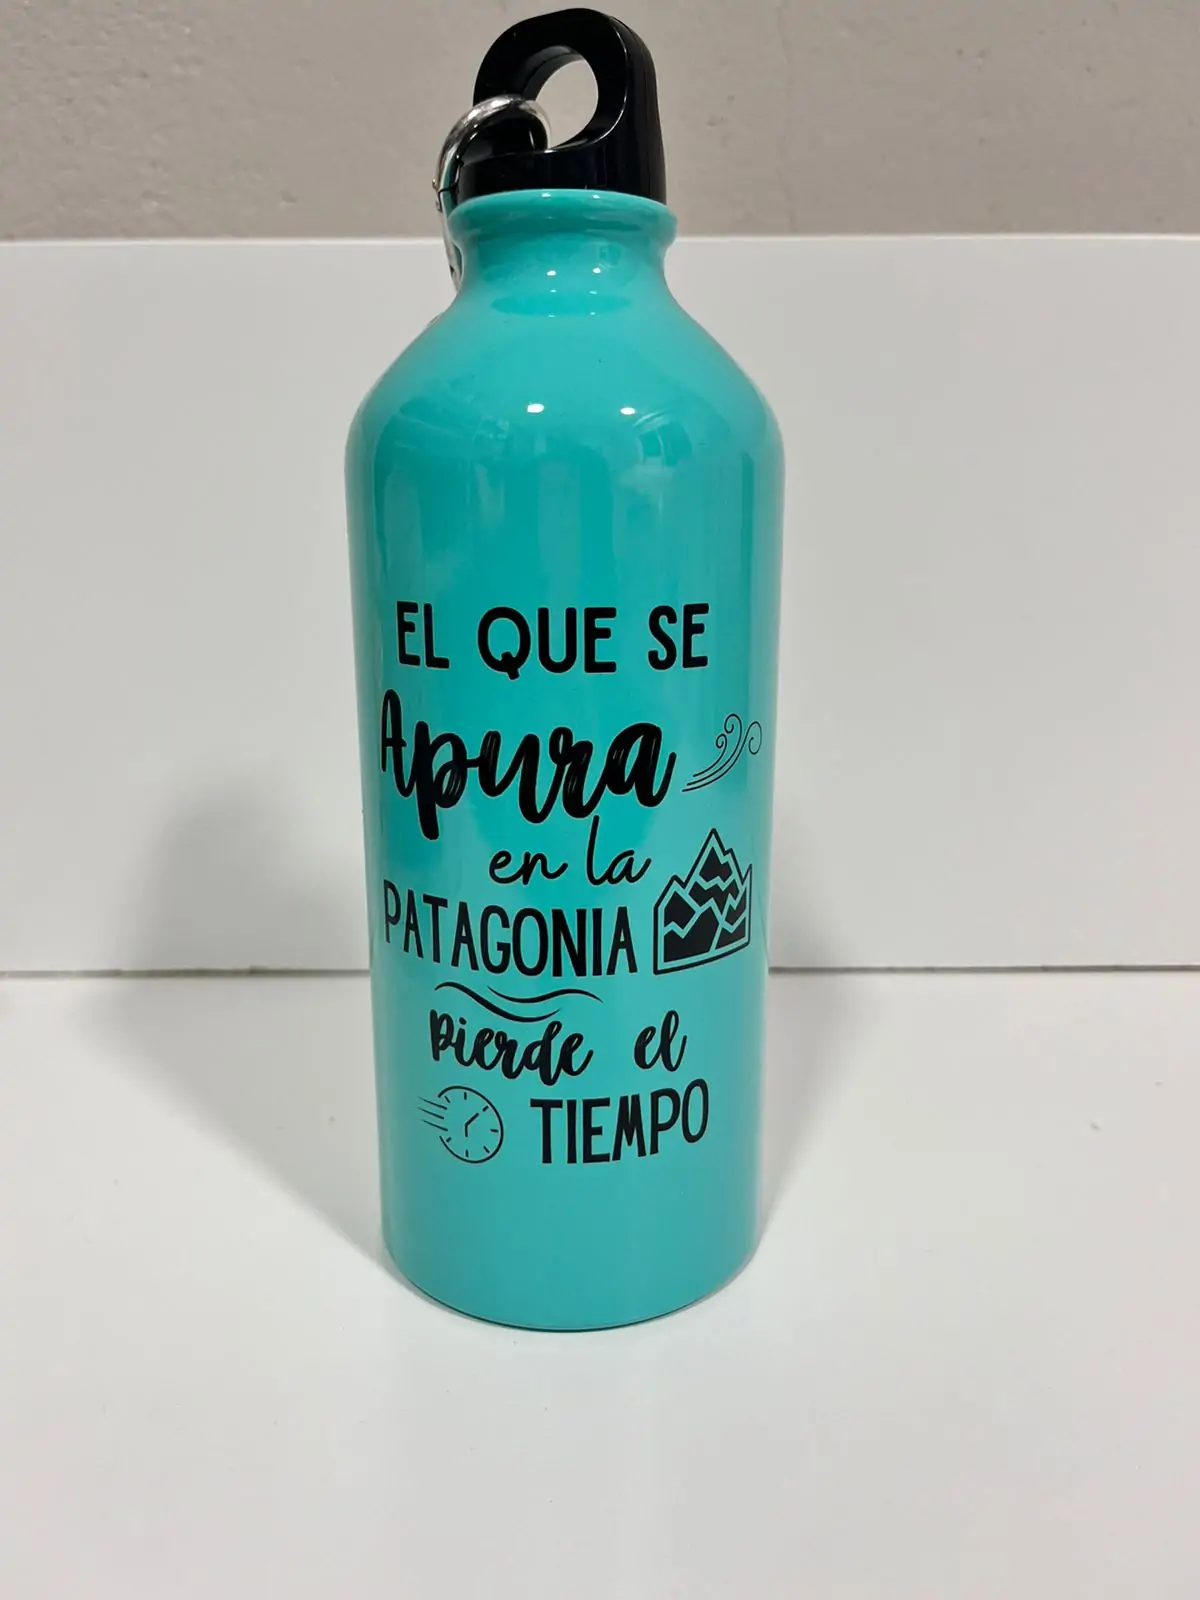 EL QUE SE
Apura
en la
PATAGONIA
pierde el
TIEMPO